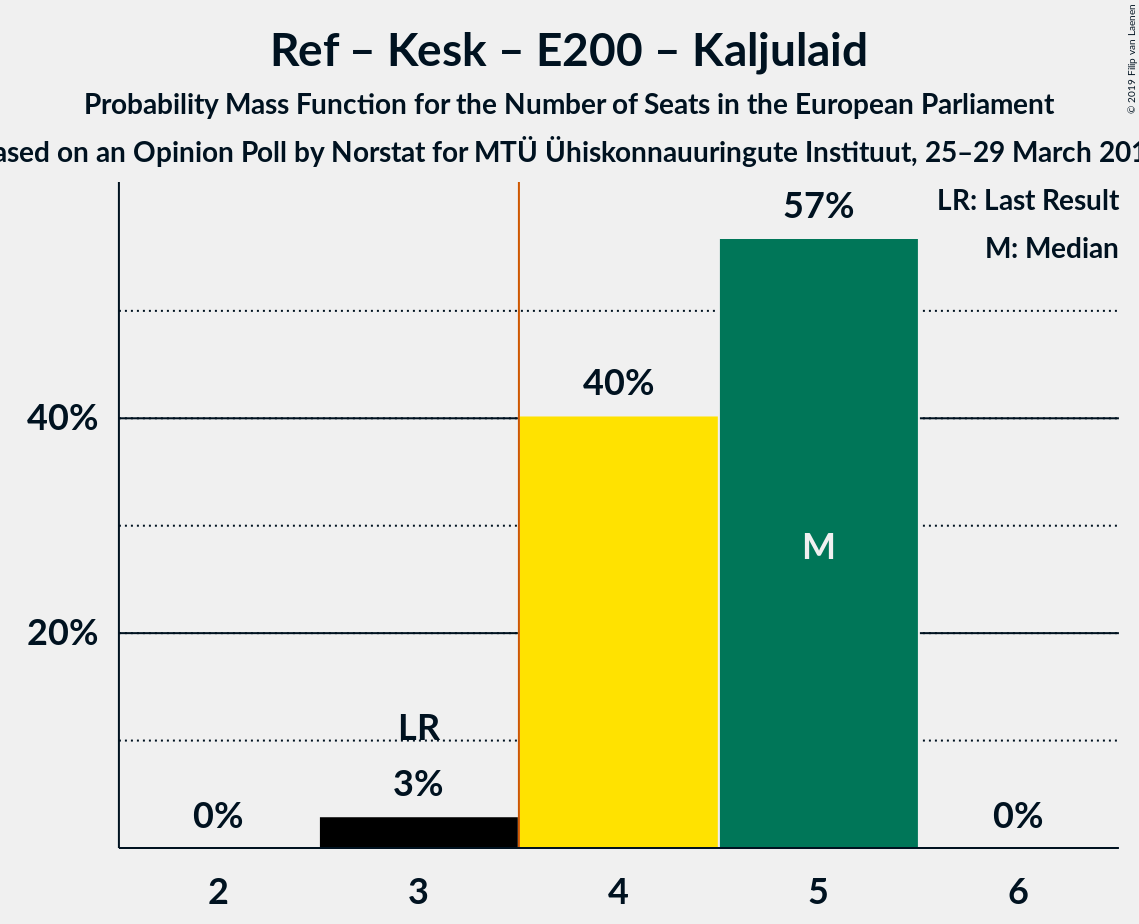 Ref – Kesk – E200 – Kaljulaid
Probability Mass Function for the Number of Seats in the European Parliament
on an Opinion Poll by Norstat for MTÜ Ühiskonnauuringute Instituut, 25–29 March
© 2019 Filip van Laenen
LR: Last Result
M: Median
57%
40%
40%
M
20%
LR
3%
0%
0%
2 3 4 5 6